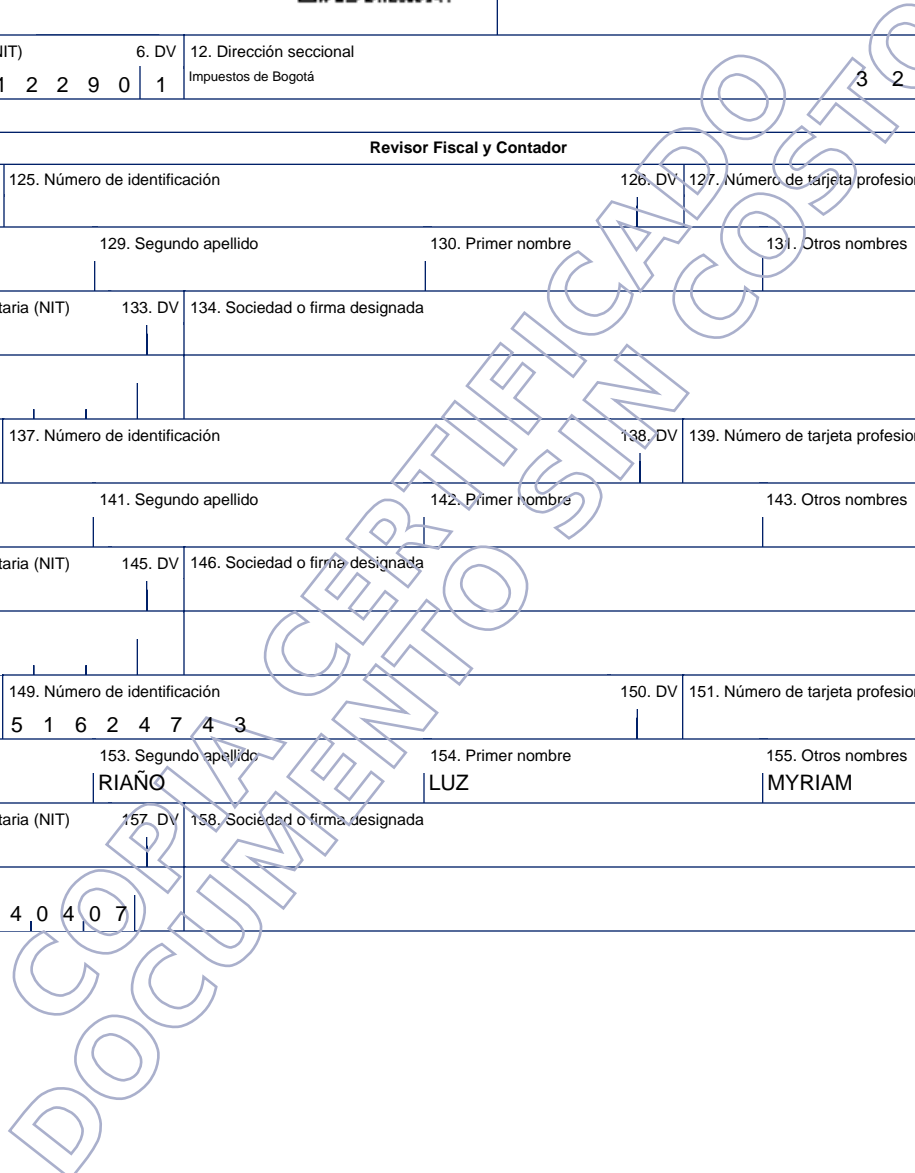 NIT) 6. DV 12. Dirección seccional
1 2 2 9 0 1 Impuestos de Bogotá 3 2
Revisor Fiscal y Contador
125. Número de identificación 126. DV 127. Número de tarjeta profesion
129. Segundo apellido 130. Primer nombre 131. Otros nombres
taria (NIT) 133. DV 134. Sociedad o firma designada
137. Número de identificación 138. DV 139. Número de tarjeta profesion
141. Segundo apellido 142. Primer nombre 143. Otros nombres
taria (NIT) 145. DV 146. Sociedad o firma designada
149. Número de identificación 150. DV 151. Número de tarjeta profesion
5 1 6 2 4 7 4 3
153. Segundo apellido 154. Primer nombre 155. Otros nombres
RIAÑO LUZ MYRIAM
taria (NIT) 157. DV 158. Sociedad o firma designada
4 0 4 0 7
COPIA CERTIFICADO
DOCUMENTO SIN COSTO